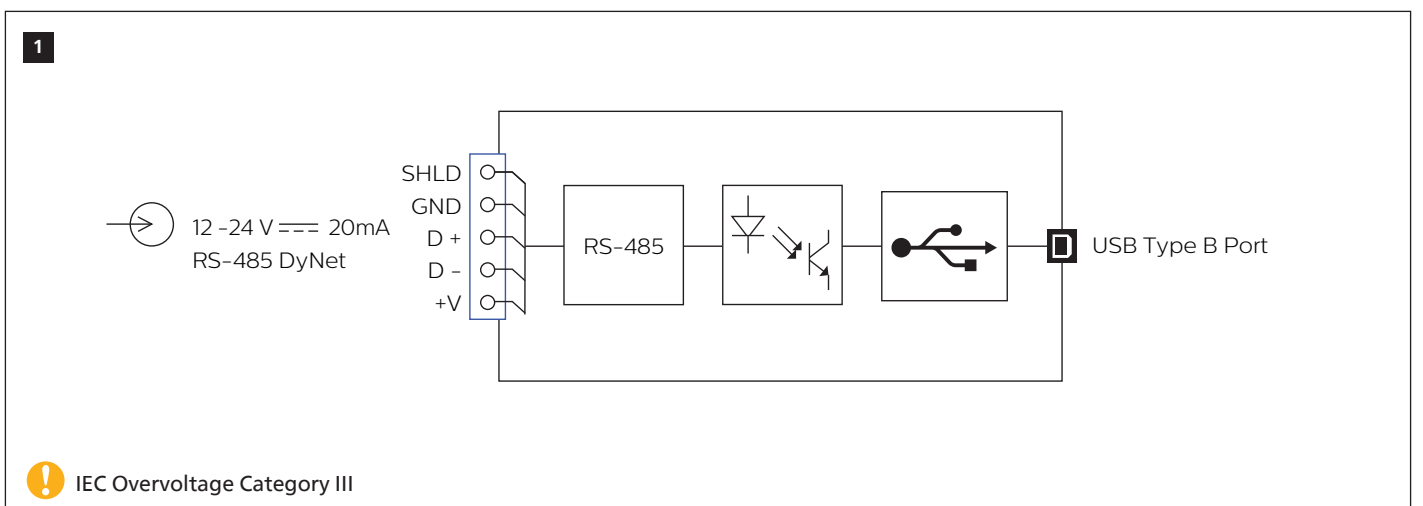 1
SHLD
GND
D +
D -
+V
12 -24 V === 20mA
RS-485 DyNet
RS-485
USB Type B Port
IEC Overvoltage Category III